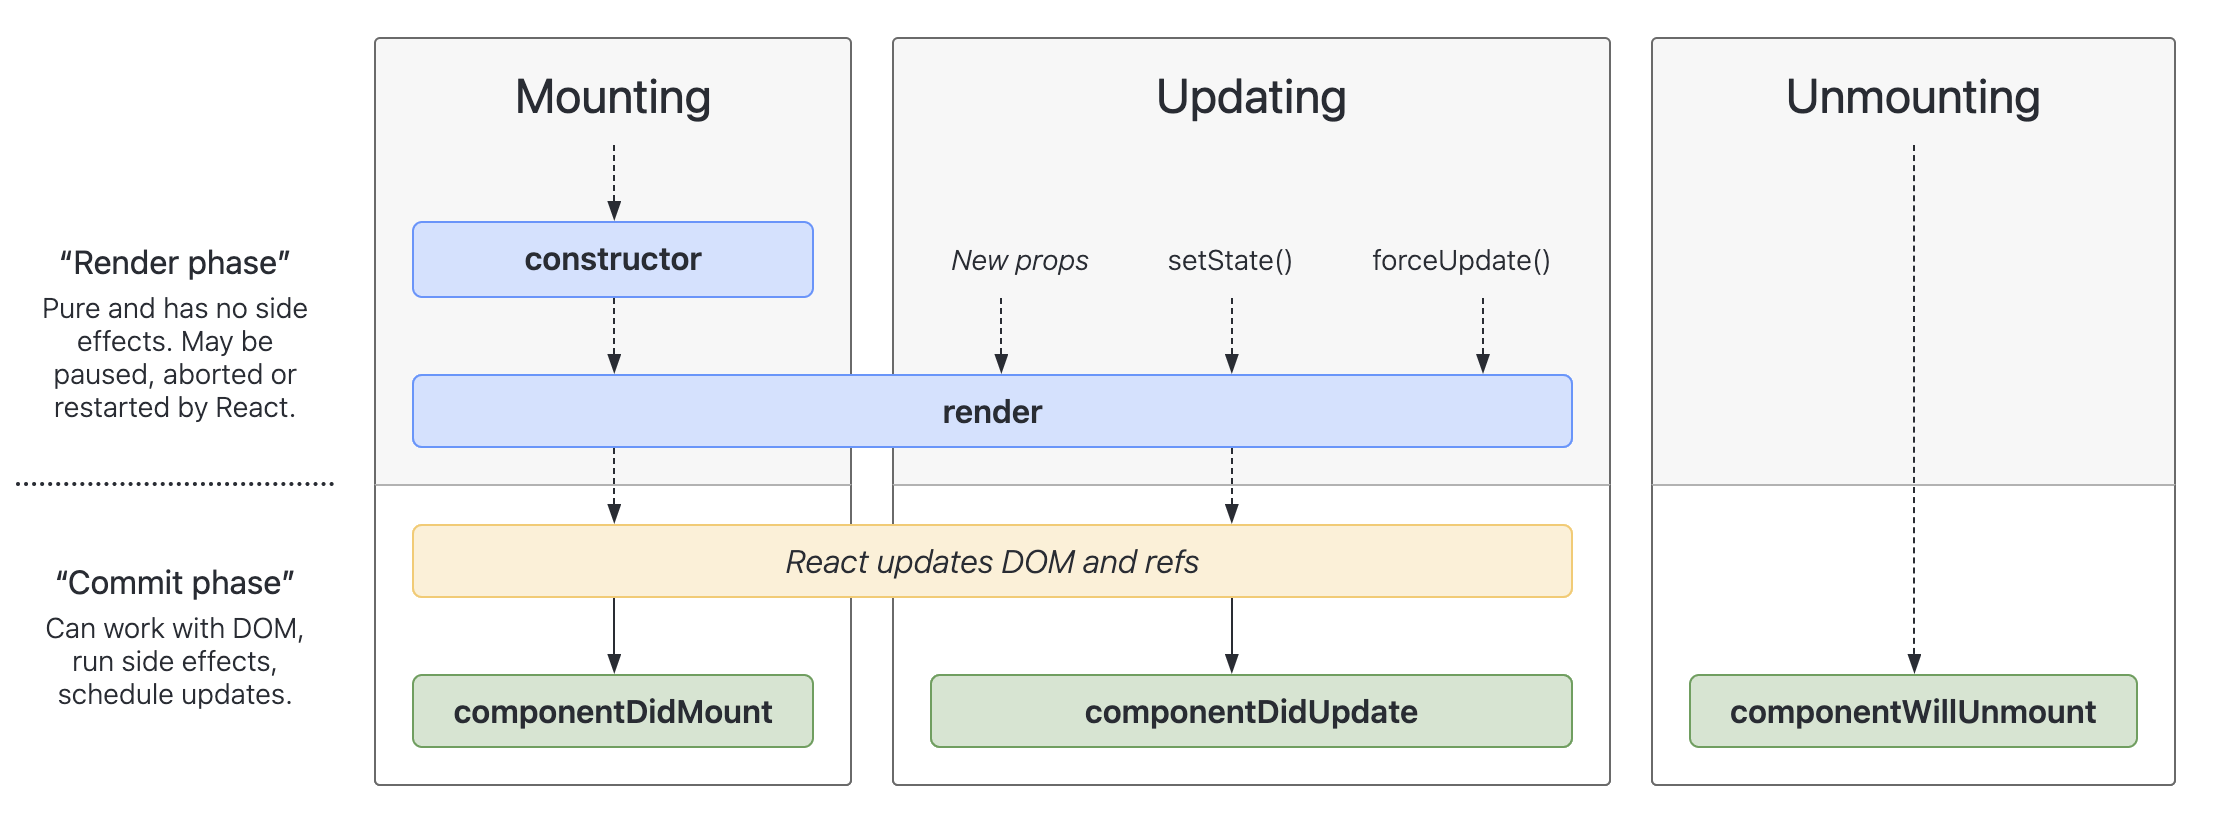 Mounting
Updating
Unmounting
“Render phase”
Pure and has no side
effects. May be
paused, aborted or
restarted by React.
constructor
New props
setState()
forceUpdate()
render
“Commit phase”
Can work with DOM,
run side effects,
schedule updates.
React updates DOM and refs
componentDidMount
componentDidUpdate
componentWillUnmount